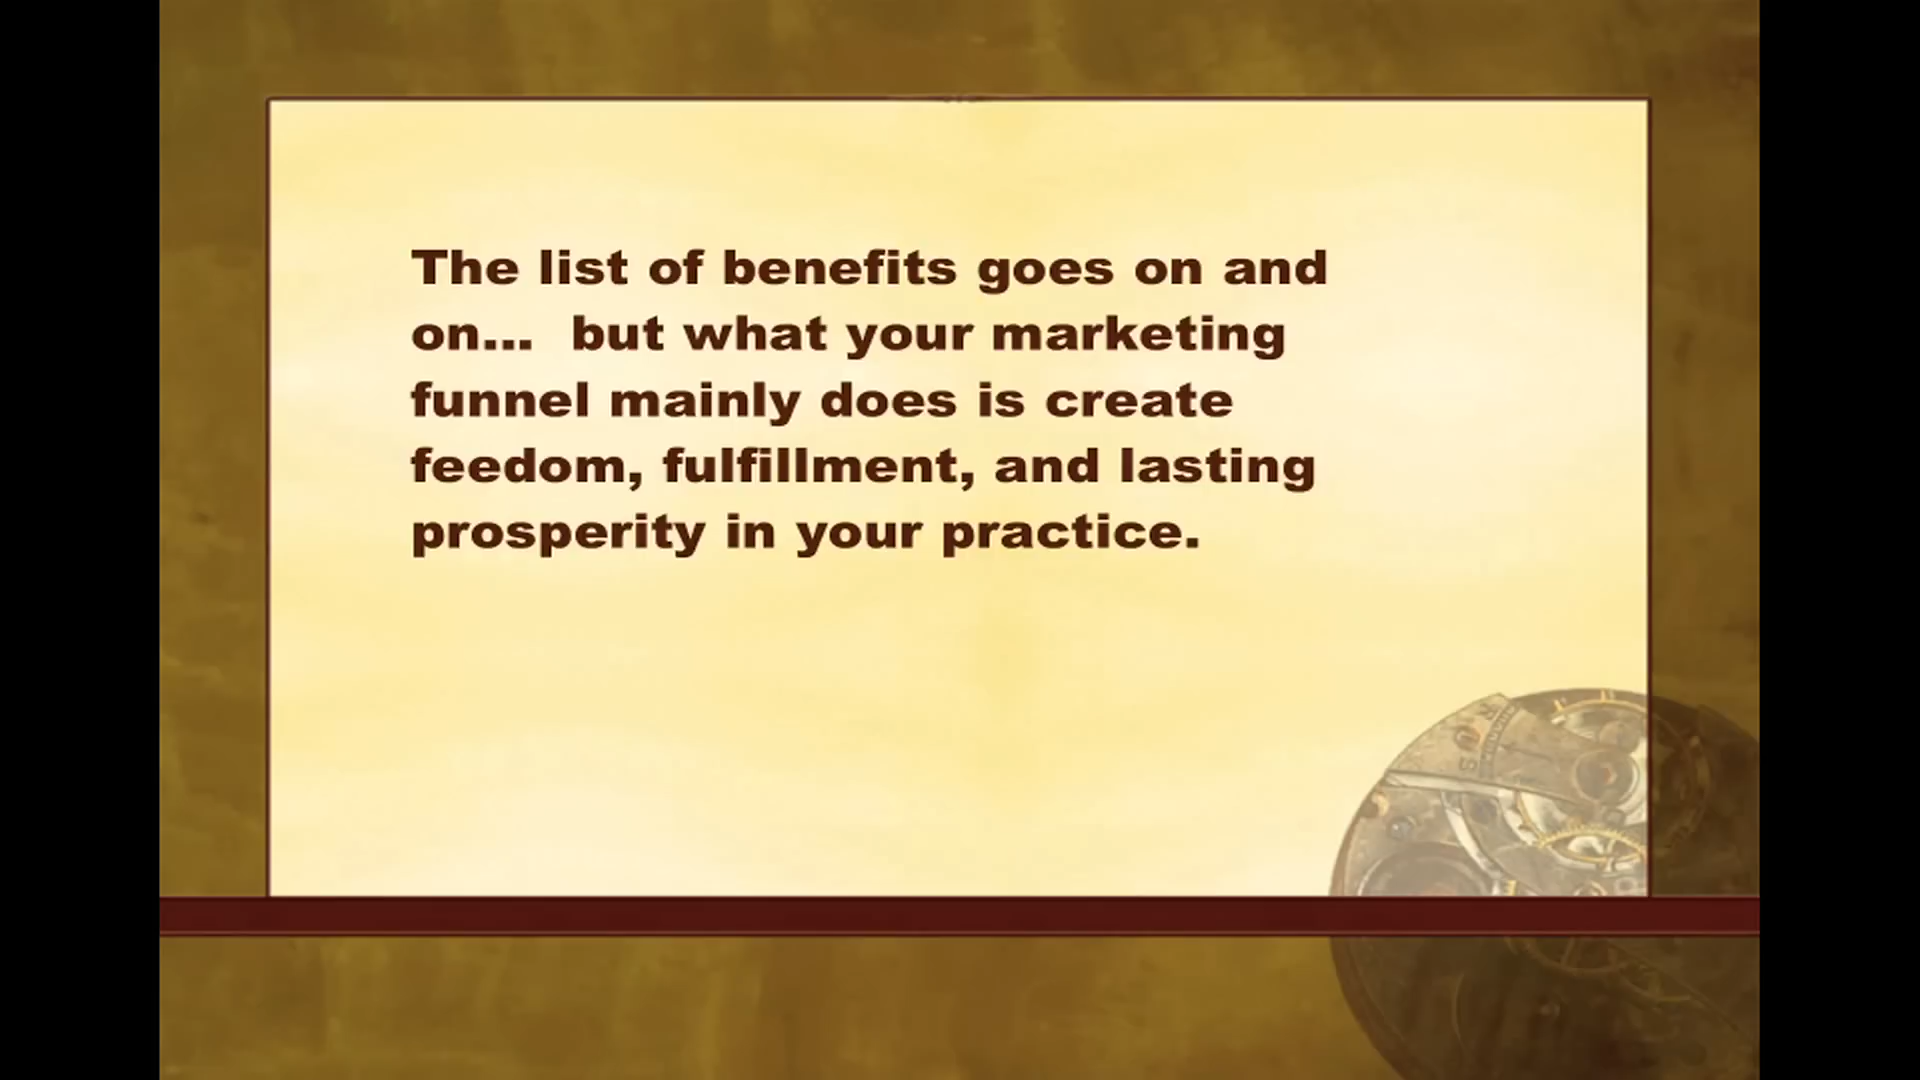 The list of benefits goes on and
on...  but what your marketing
funnel mainly does is create
feedom, fulfillment, and lasting
prosperity in your practice.